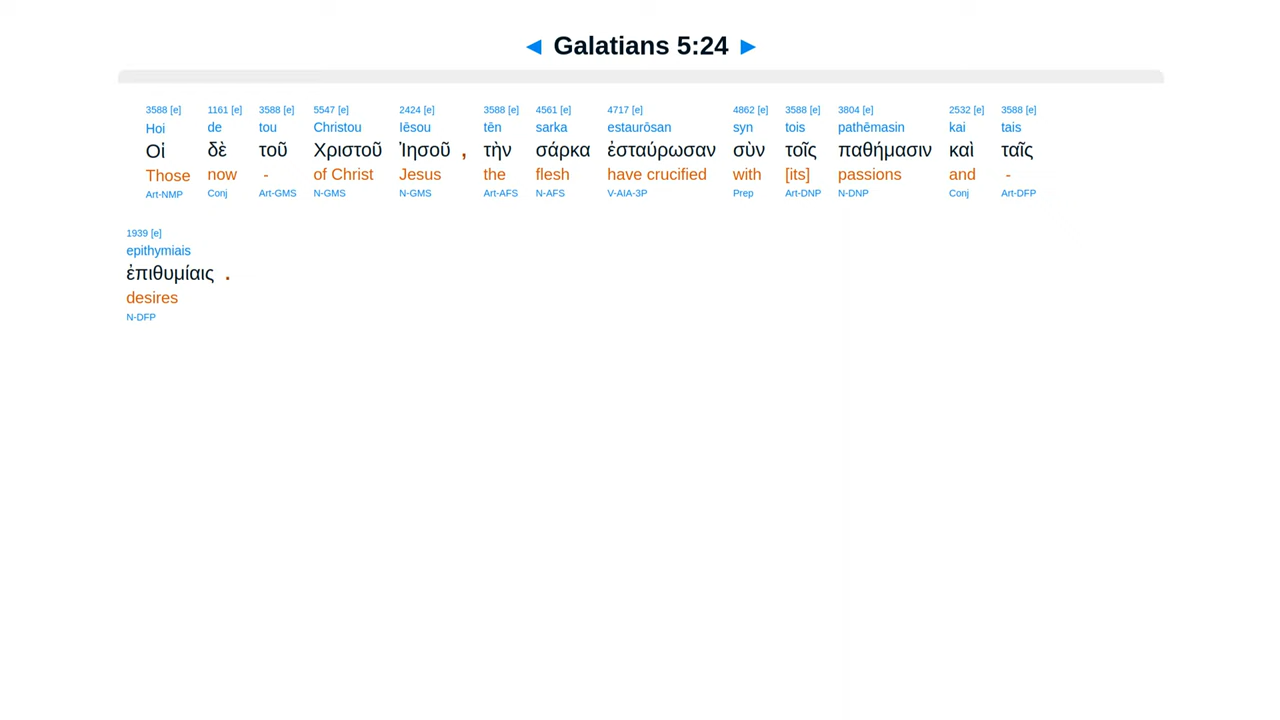 ◄ Galatians 5:24 ►
3588 [e] 1161 [e] 3588 [e] 5547 [e] 2424 [e] 3588 [e] 4561 [e] 4717 [e] 4862 [e] 3588 [e] 3804 [e] 2532 [e] 3588 [e]
Hoi de tou Christou Iēsou tēn sarka estaurōsan syn tois pathēmasin kai tais
Οἱ δὲ τοῦ Χριστοῦ Ἰησοῦ , τὴν σάρκα ἐσταύρωσαν σὺν τοῖς παθήμασιν καὶ ταῖς
Those now - of Christ Jesus the flesh have crucified with [its] passions and -
Art-NMP Conj Art-GMS N-GMS N-GMS Art-AFS N-AFS V-AIA-3P Prep Art-DNP N-DNP Conj Art-DFP
1939 [e]
epithymiais
ἐπιθυμίαις .
desires
N-DFP